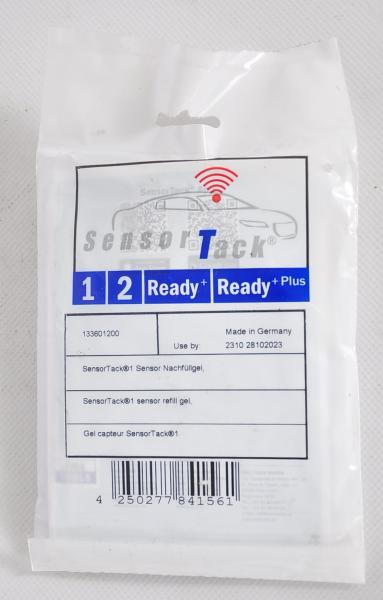 SensorTack®
1 2 Ready+ Ready+Plus
133601200
Made in Germany
Use by: 2310 28102023
SensorTack®1 Sensor Nachfüllgel,
SensorTack®1 sensor refill gel,
Gel capteur SensorTack®1
4 250277 841561